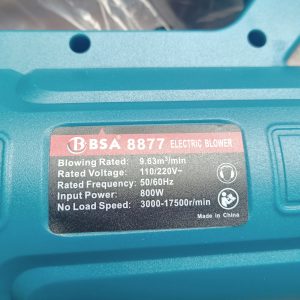 BSA 8877 ELECTRIC BLOWER
Blowing Rated: 9.63m³/min
Rated Voltage: 110/220V~
Rated Frequency: 50/60Hz
Input Power: 800W
No Load Speed: 3000-17500r/min
Made in China